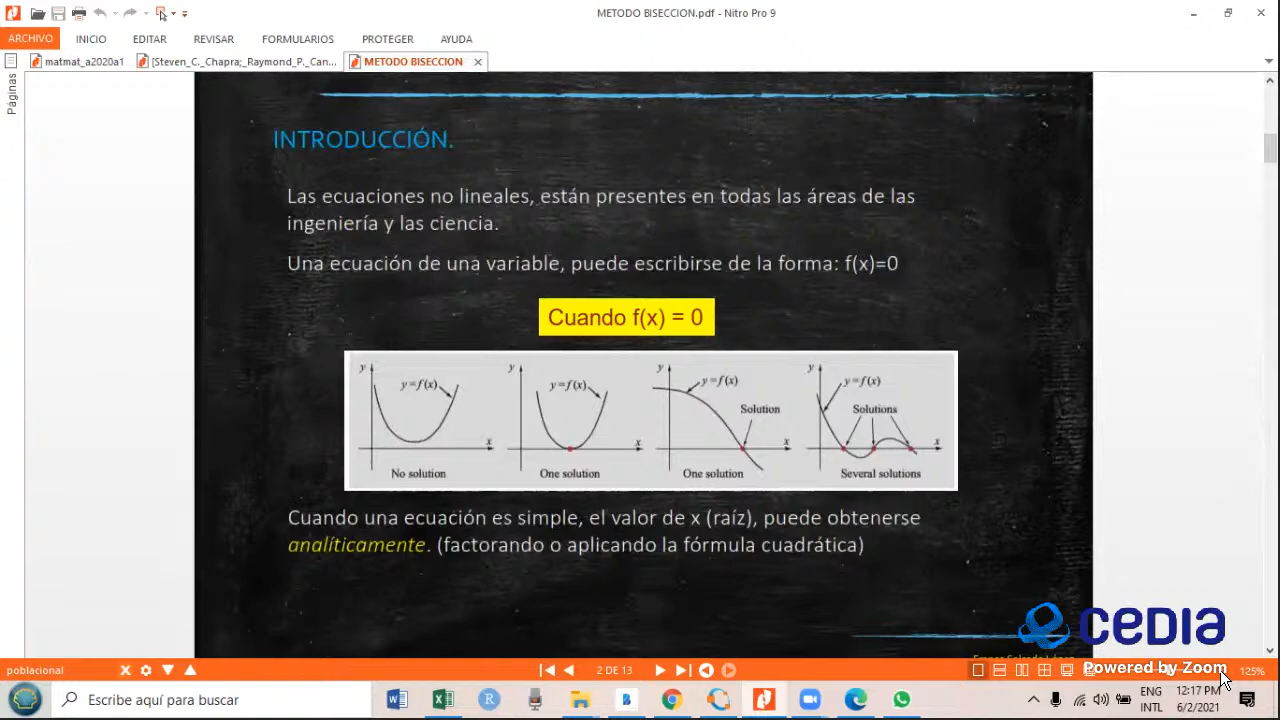 METODO BISECCION.pdf - Nitro Pro 9
ARCHIVO INICIO EDITAR REVISAR FORMULARIOS PROTEGER AYUDA
matmat_a2020a1 [Steven_C._Chapra;_Raymond_P._Can... METODO BISECCION
Páginas
INTRODUCCIÓN.
Las ecuaciones no lineales, están presentes en todas las áreas de las
ingeniería y las ciencia.
Una ecuación de una variable, puede escribirse de la forma: f(x)=0
Cuando f(x) = 0
y y=f(x) x No solution
y y=f(x) x One solution
y y=f(x) Solution x One solution
y y=f(x) Solutions x Several solutions
Cuando una ecuación es simple, el valor de x (raíz), puede obtenerse
analíticamente. (factorando o aplicando la fórmula cuadrática)
cedia
Powered by Zoom
poblacional 2 DE 13 125%
Escribe aquí para buscar
ENG 12:17 PM
INTL 6/2/2021